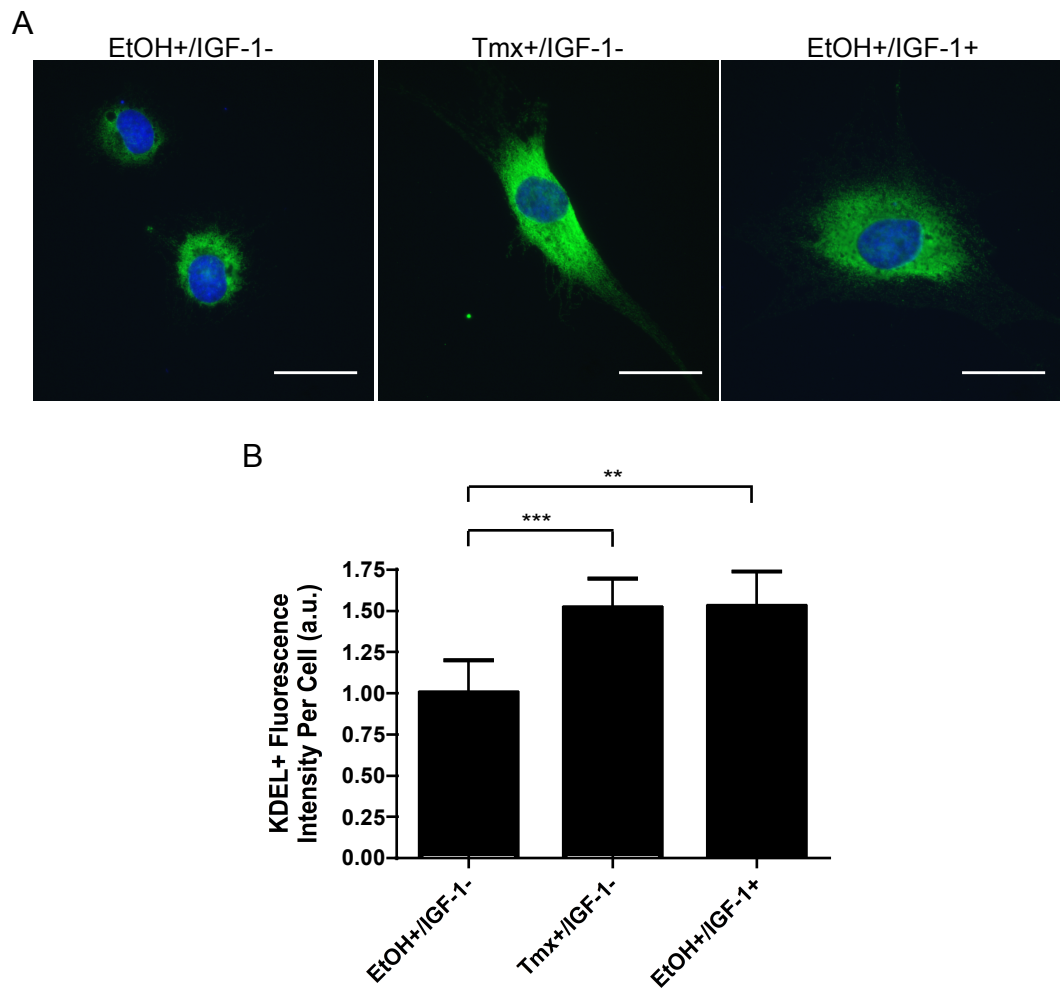 A
EtOH+/IGF-1-
Tmx+/IGF-1-
EtOH+/IGF-1+
B
**
***
KDEL+ Fluorescence
Intensity Per Cell (a.u.)
1.75
1.50
1.25
1.00
0.75
0.50
0.25
0.00
EtOH+/IGF-1-
Tmx+/IGF-1-
EtOH+/IGF-1+